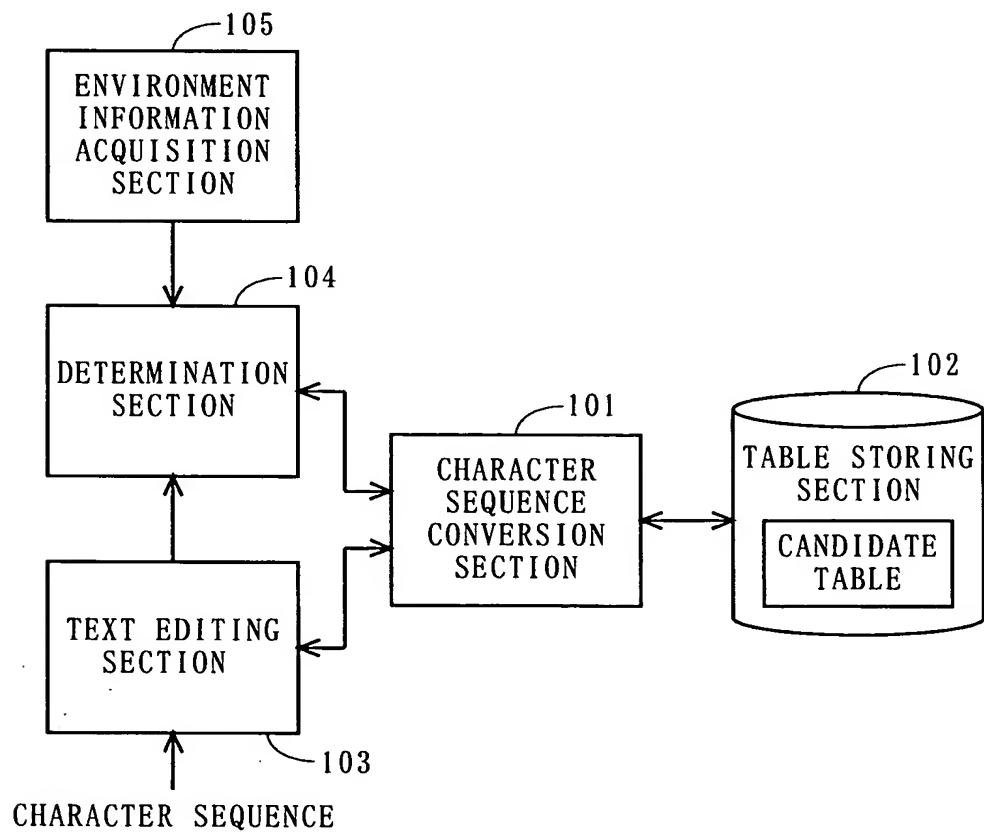 105
ENVIRONMENT
INFORMATION
ACQUISITION
SECTION
104
DETERMINATION
SECTION
101
CHARACTER
SEQUENCE
CONVERSION
SECTION
102
TABLE STORING
SECTION
CANDIDATE
TABLE
TEXT EDITING
SECTION
103
CHARACTER SEQUENCE